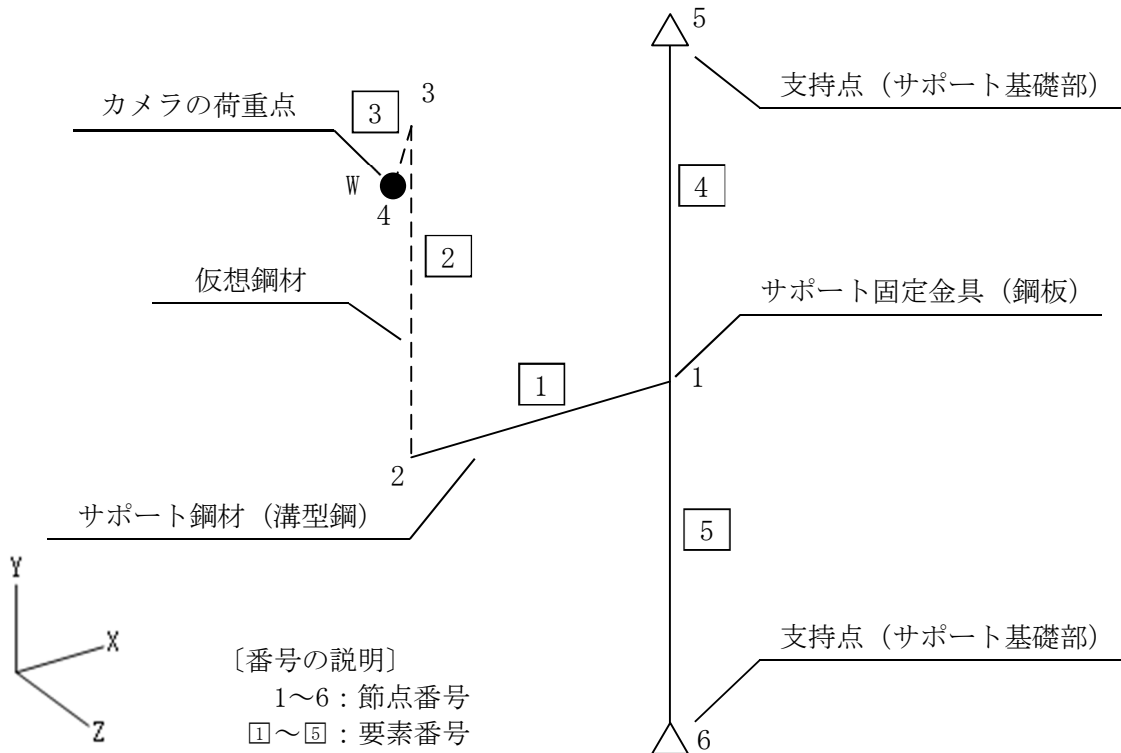 5
支持点(サポート基礎部)
カメラの荷重点
3
3
W
4
4
2
仮想鋼材
サポート固定金具(鋼板)
1
1
2
サポート鋼材(溝型鋼)
5
Y
X
Z
支持点(サポート基礎部)
〔番号の説明〕
1~6:節点番号
1~5:要素番号
6